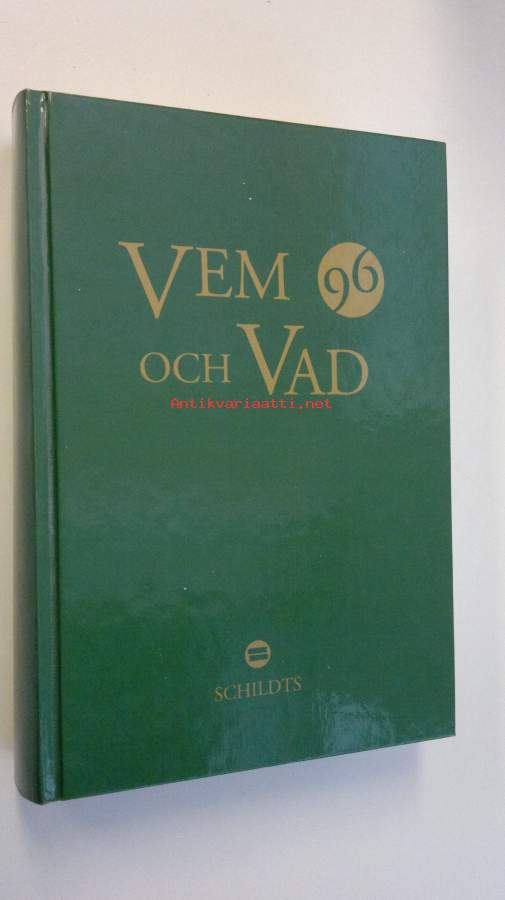 VEM 96
OCH VAD
Antikvariaatti.net
SCHILDTS